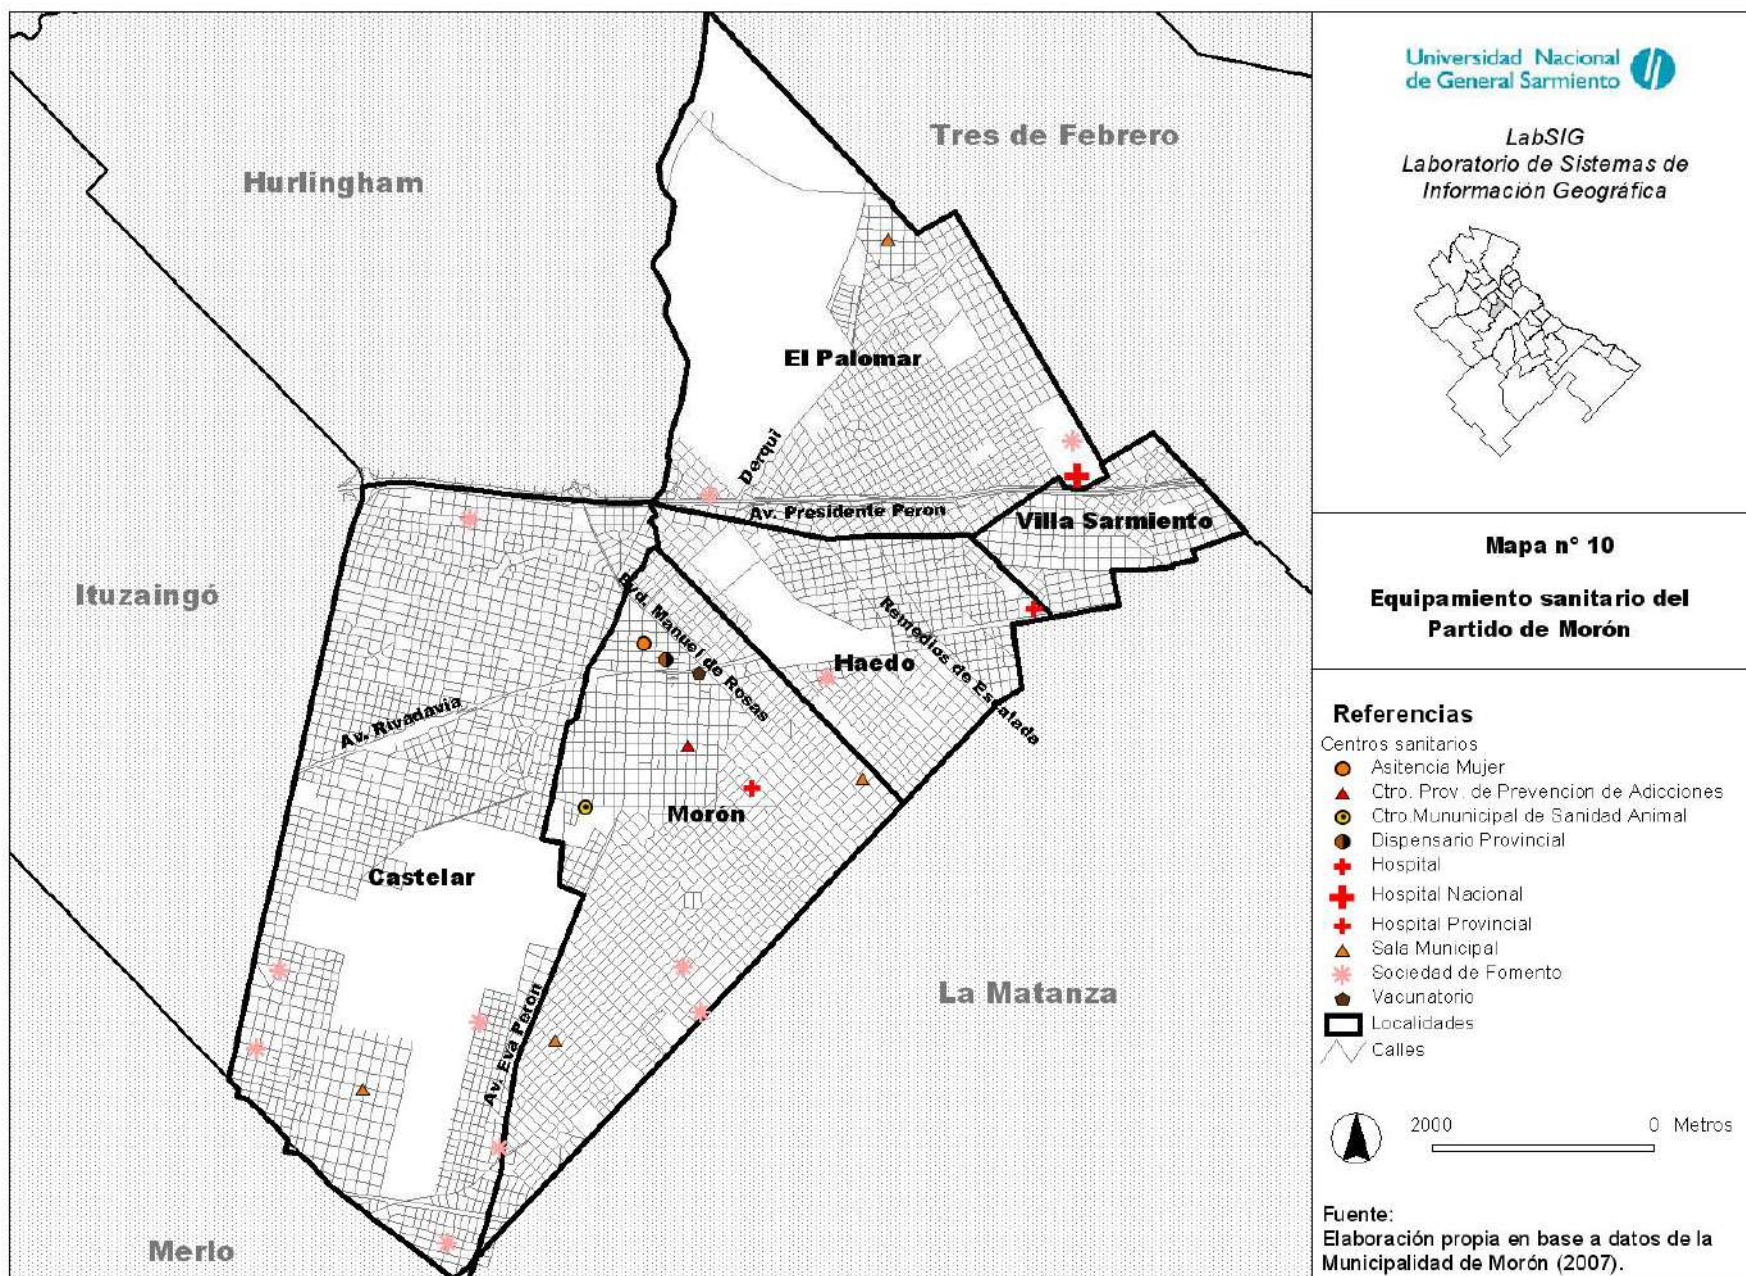 Hurlingham
Tres de Febrero
El Palomar
Derqui
Av. Presidente Peron
Villa Sarmiento
Ituzaingó
Blvd. Manuel de Rosas
Remedios de Escalada
Haedo
Av. Rivadavia
Morón
Castelar
La Matanza
Av. Eva Perón
Merlo
Universidad Nacional
de General Sarmiento
LabSIG
Laboratorio de Sistemas de
Información Geográfica
Mapa n° 10
Equipamiento sanitario del
Partido de Morón
Referencias
Centros sanitarios
Asitencia Mujer
Ctro. Prov. de Prevencion de Adicciones
Ctro.Mununicipal de Sanidad Animal
Dispensario Provincial
Hospital
Hospital Nacional
Hospital Provincial
Sala Municipal
Sociedad de Fomento
Vacunatorio
Localidades
Calles
2000 0 Metros
Fuente:
Elaboración propia en base a datos de la
Municipalidad de Morón (2007).